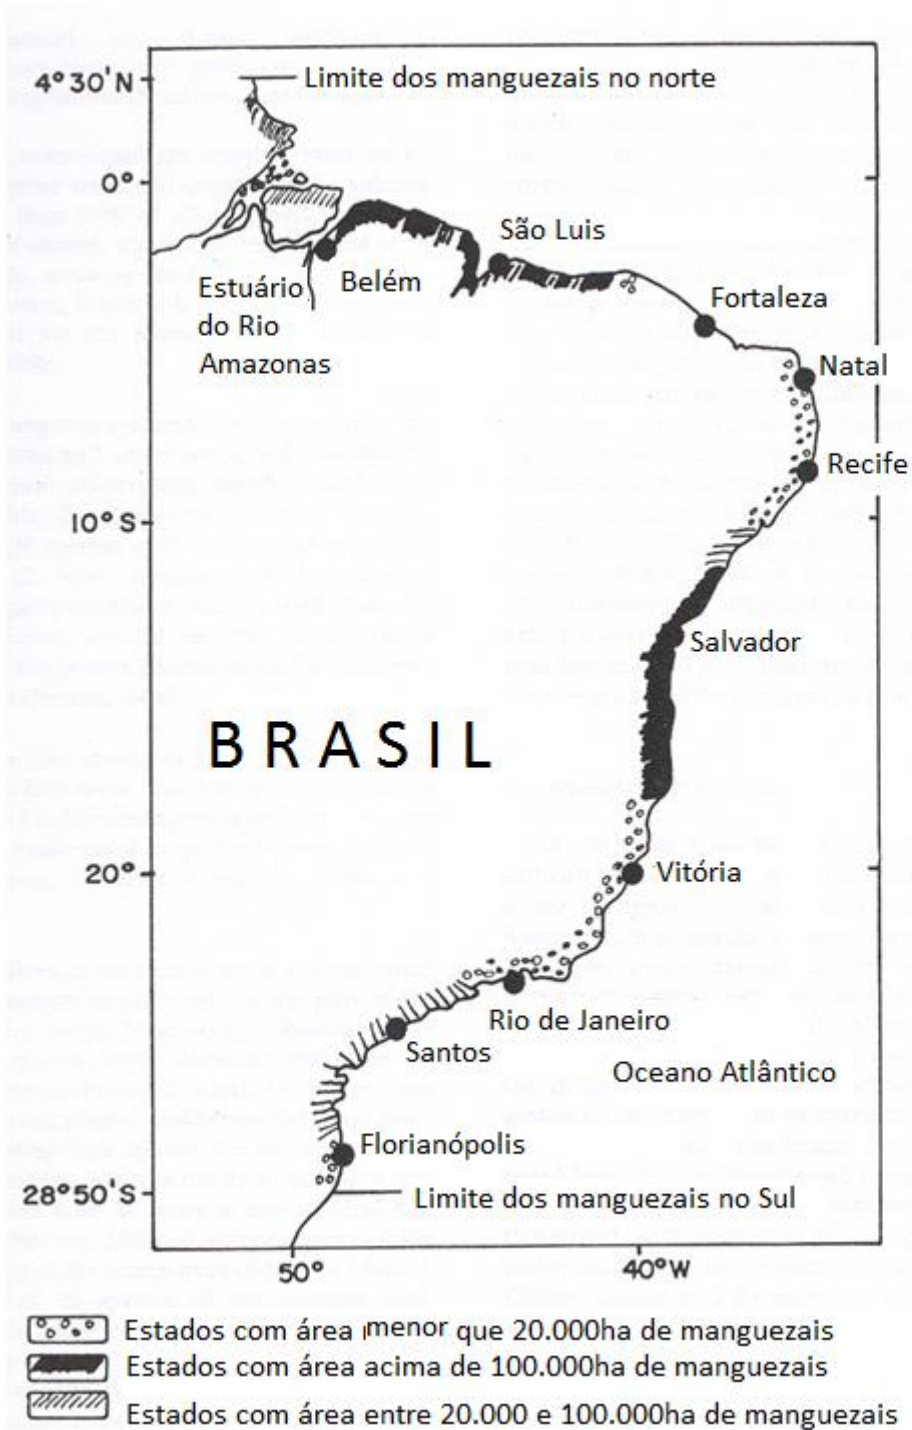 4°30'N
Limite dos manguezais no norte
0°
São Luis
Estuário
do Rio
Amazonas
Belém
Fortaleza
Natal
Recife
10°S
Salvador
BRASIL
20°
Vitória
Rio de Janeiro
Santos
Oceano Atlântico
Florianópolis
28°50'S
Limite dos manguezais no Sul
50°
40°W
Estados com área menor que 20.000ha de manguezais
Estados com área acima de 100.000ha de manguezais
Estados com área entre 20.000 e 100.000ha de manguezais